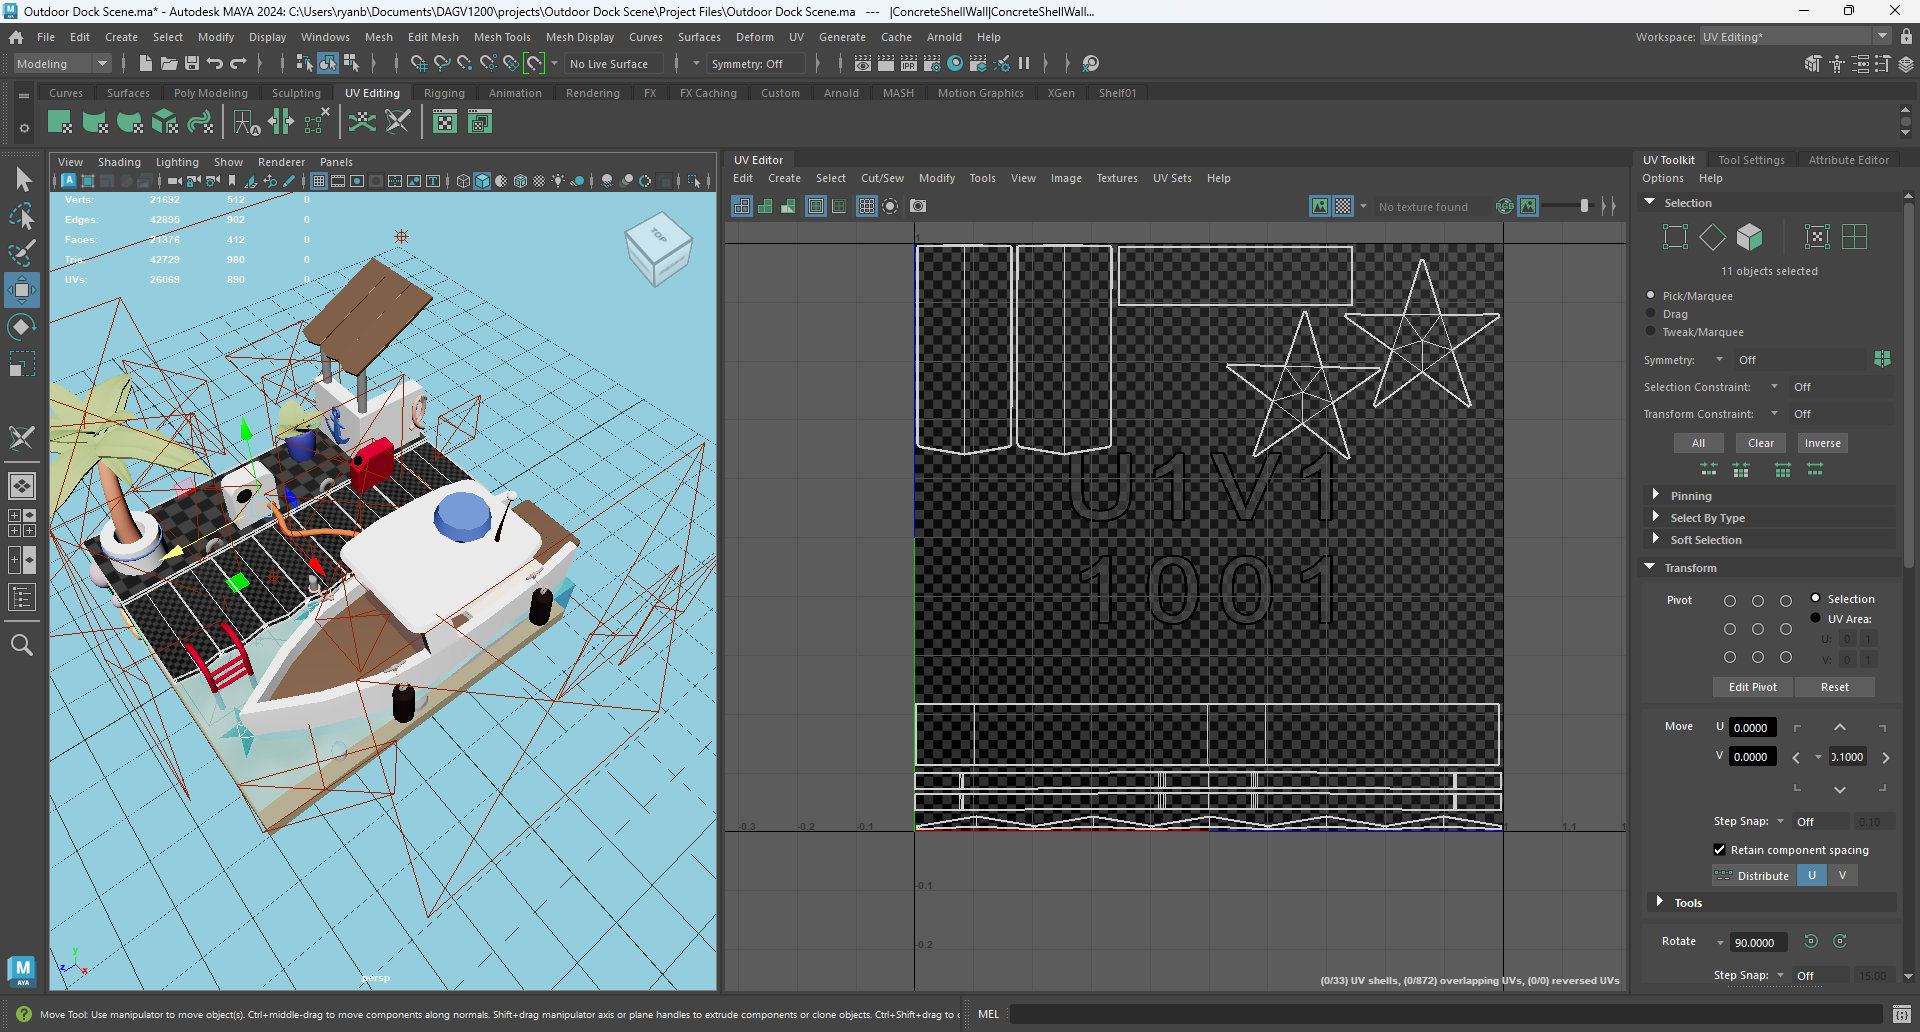 Outdoor Dock Scene.ma* - Autodesk MAYA 2024: C:\Users\ryanb\Documents\DAGV1200\projects\Outdoor Dock Scene\Project Files\Outdoor Dock Scene.ma --- |ConcreteShellWall|ConcreteShellWall...
File Edit Create Select Modify Display Windows Mesh Edit Mesh Mesh Tools Mesh Display Curves Surfaces Deform UV Generate Cache Arnold Help Workspace: UV Editing*
Modeling No Live Surface Symmetry: Off
Curves Surfaces Poly Modeling Sculpting UV Editing Rigging Animation Rendering FX FX Caching Custom Arnold MASH Motion Graphics XGen Shelf01
View Shading Lighting Show Renderer Panels
Verts: 21692 512 0
Edges: 42895 902 0
Faces: 21376 412 0
Tris: 42729 980 0
UVs: 26069 890 0
TOP
persp
UV Editor
Edit Create Select Cut/Sew Modify Tools View Image Textures UV Sets Help
No texture found
U1V1
1001
-0.3 -0.2 -0.1 1.1
-0.1
-0.2
(0/33) UV shells, (0/872) overlapping UVs, (0/0) reversed UVs
UV Toolkit Tool Settings Attribute Editor
Options Help
Selection
11 objects selected
Pick/Marquee
Drag
Tweak/Marquee
Symmetry: Off
Selection Constraint: Off
Transform Constraint: Off
All Clear Inverse
Pinning
Select By Type
Soft Selection
Transform
Pivot Selection
UV Area:
U: 0 1
V: 0 1
Edit Pivot Reset
Move U 0.0000
V 0.0000 0.1000
Step Snap: Off 0.10
Retain component spacing
Distribute U V
Tools
Rotate 90.0000
Step Snap: Off 15.00
M
AYA
Move Tool: Use manipulator to move object(s). Ctrl+middle-drag to move components along normals. Shift+drag manipulator axis or plane handles to extrude components or clone objects. Ctrl+Shift+drag to c MEL